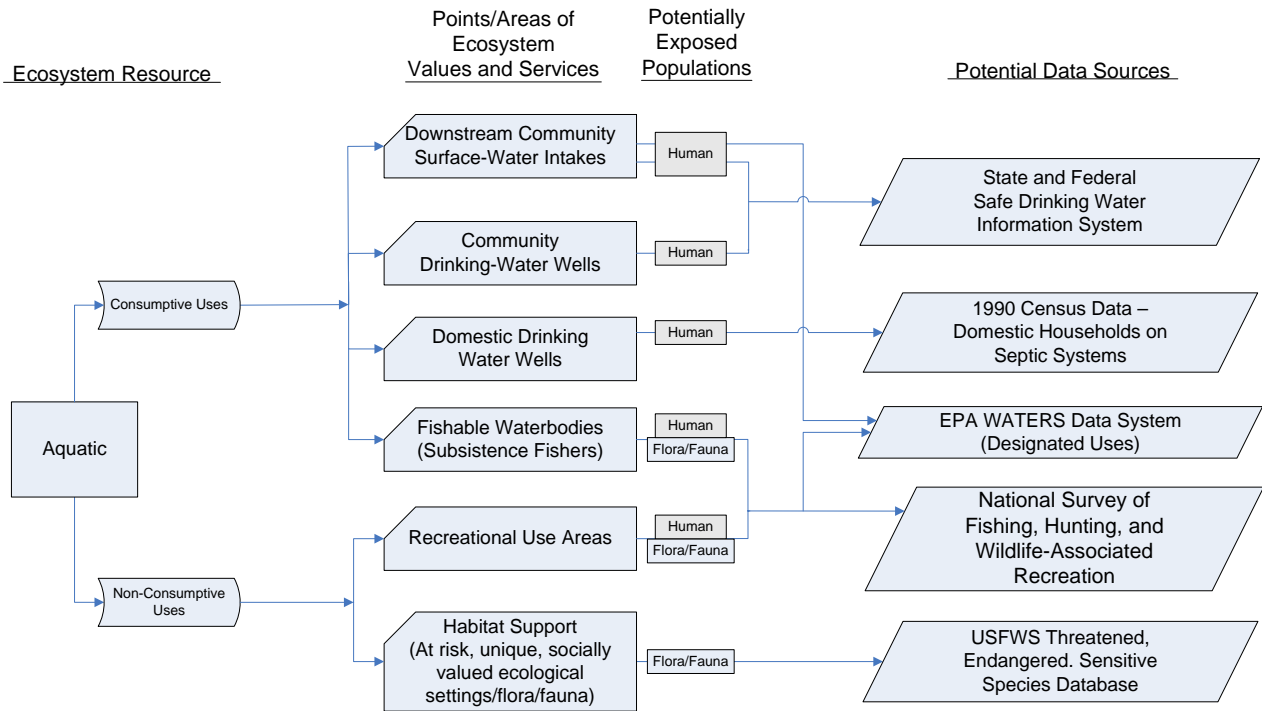 Ecosystem Resource
Points/Areas of
Ecosystem
Values and Services
Potentially
Exposed
Populations
Potential Data Sources
Downstream Community
Surface-Water Intakes
Human
State and Federal
Safe Drinking Water
Information System
Community
Drinking-Water Wells
Human
Consumptive Uses
Domestic Drinking
Water Wells
Human
1990 Census Data –
Domestic Households on
Septic Systems
Aquatic
Fishable Waterbodies
(Subsistence Fishers)
Human
Flora/Fauna
EPA WATERS Data System
(Designated Uses)
Recreational Use Areas
Human
Flora/Fauna
National Survey of
Fishing, Hunting, and
Wildlife-Associated
Recreation
Non-Consumptive
Uses
Habitat Support
(At risk, unique, socially
valued ecological
settings/flora/fauna)
Flora/Fauna
USFWS Threatened,
Endangered. Sensitive
Species Database